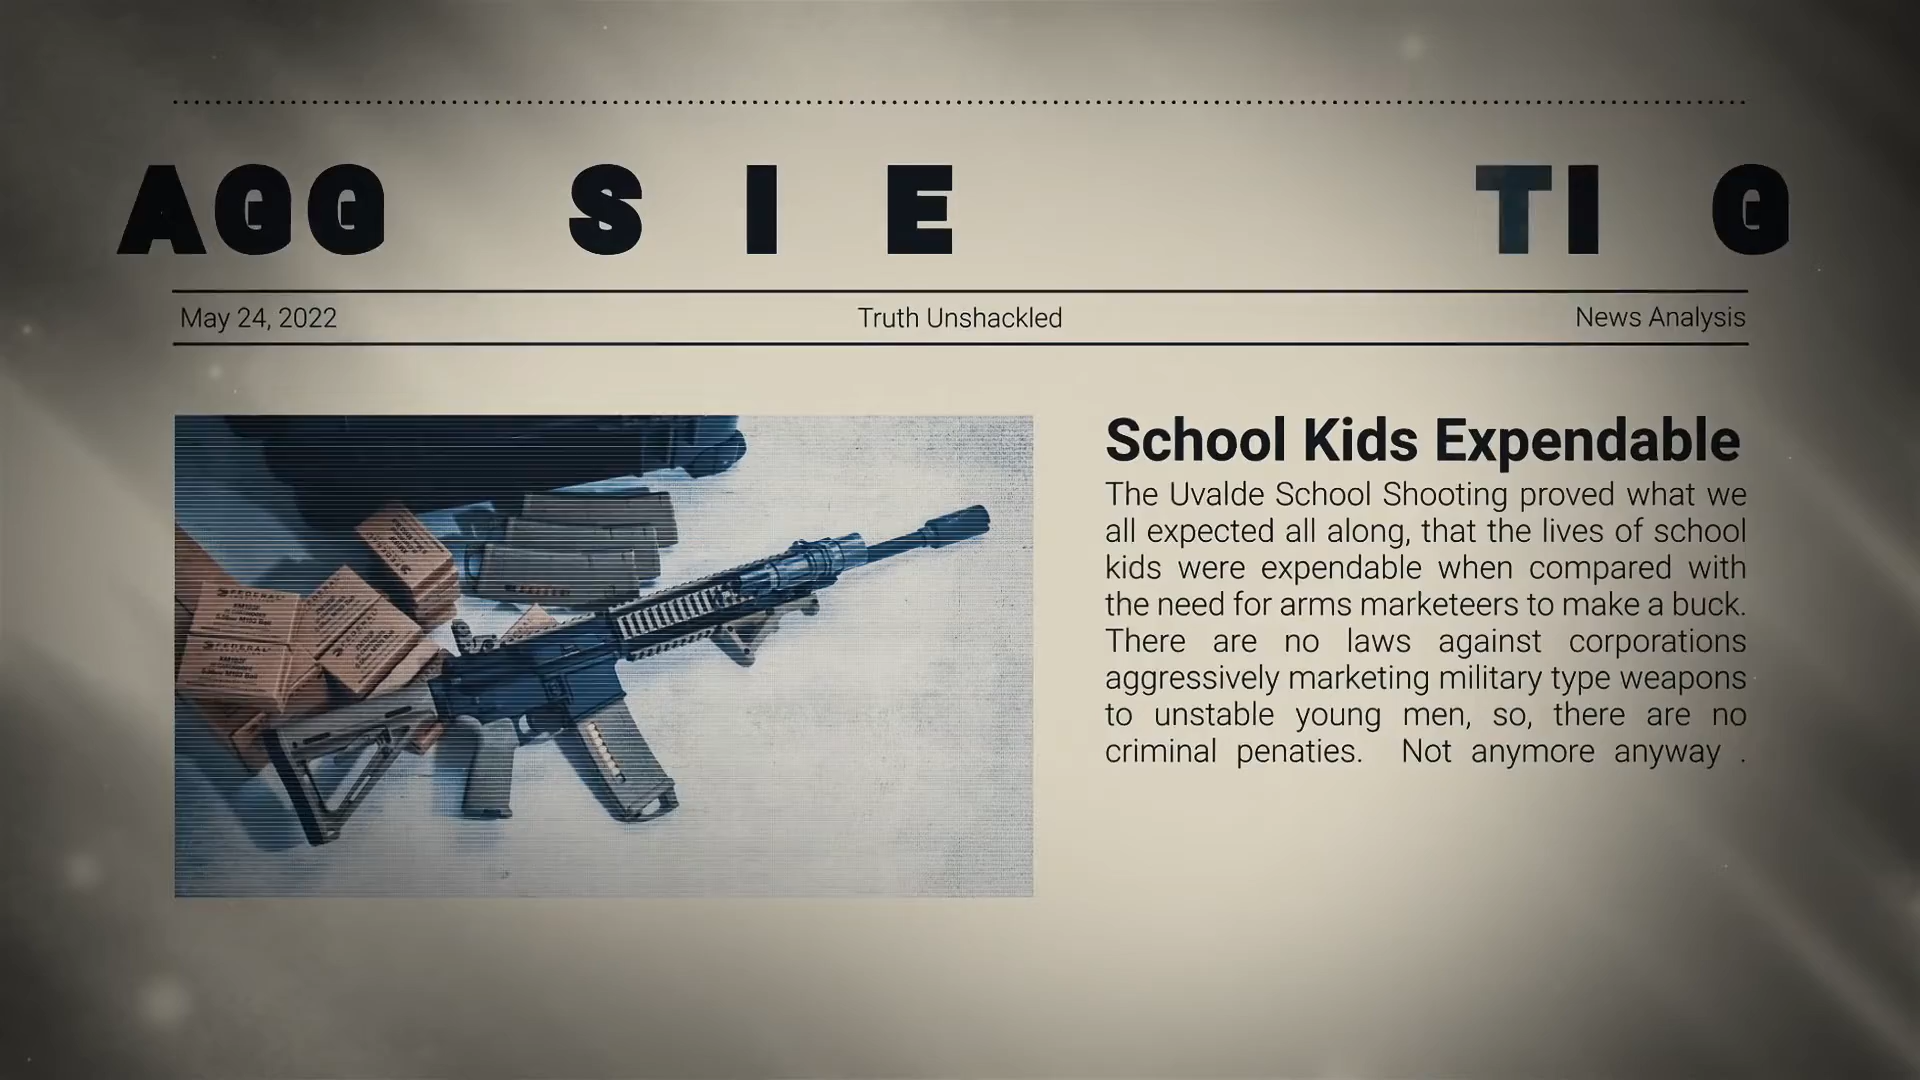 AGG S I E TI G
May 24, 2022 Truth Unshackled News Analysis
School Kids Expendable
The Uvalde School Shooting proved what we
all expected all along, that the lives of school
kids were expendable when compared with
the need for arms marketeers to make a buck.
There are no laws against corporations
aggressively marketing military type weapons
to unstable young men, so, there are no
criminal penaties. Not anymore anyway .
FEDERAL
FEDERAL